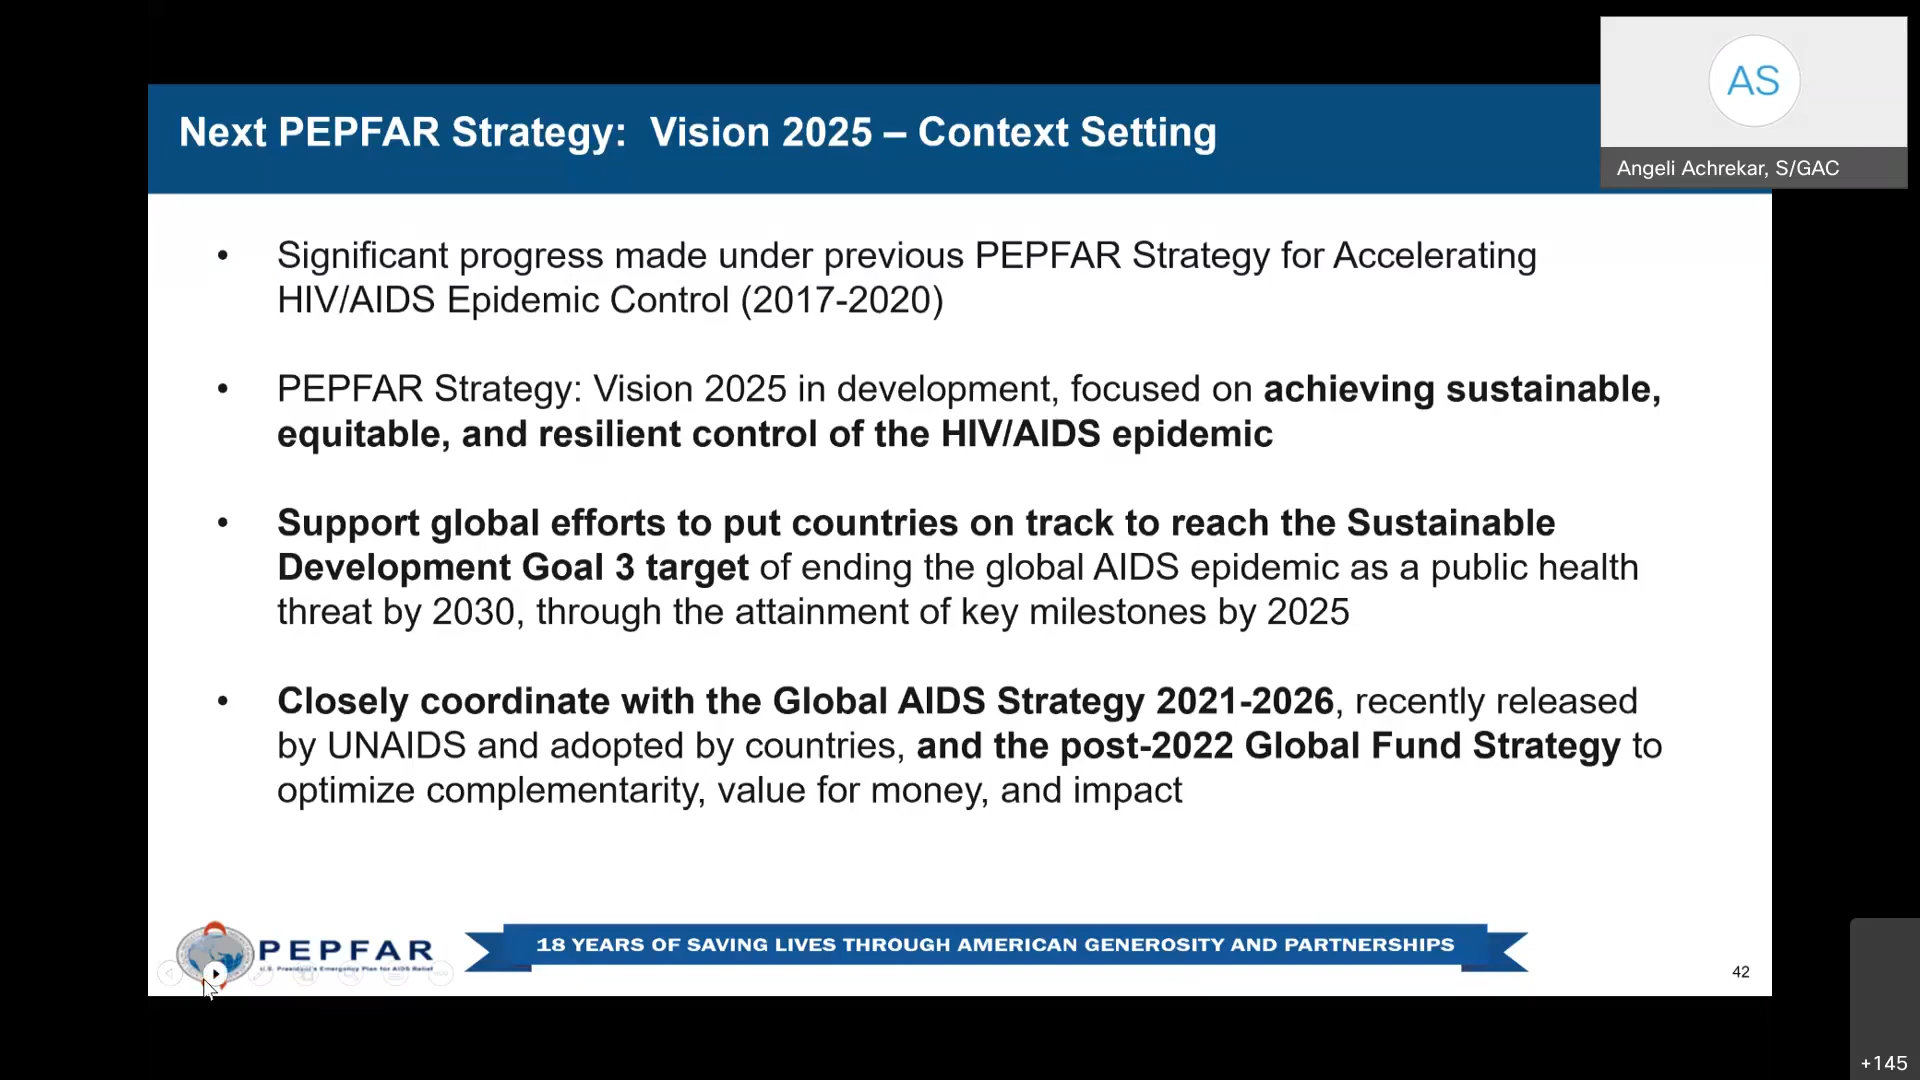 AS
Angeli Achrekar, S/GAC
Next PEPFAR Strategy: Vision 2025 – Context Setting
• Significant progress made under previous PEPFAR Strategy for Accelerating
HIV/AIDS Epidemic Control (2017-2020)
• PEPFAR Strategy: Vision 2025 in development, focused on achieving sustainable,
equitable, and resilient control of the HIV/AIDS epidemic
• Support global efforts to put countries on track to reach the Sustainable
Development Goal 3 target of ending the global AIDS epidemic as a public health
threat by 2030, through the attainment of key milestones by 2025
• Closely coordinate with the Global AIDS Strategy 2021-2026, recently released
by UNAIDS and adopted by countries, and the post-2022 Global Fund Strategy to
optimize complementarity, value for money, and impact
PEPFAR
U.S. President's Emergency Plan for AIDS Relief
18 YEARS OF SAVING LIVES THROUGH AMERICAN GENEROSITY AND PARTNERSHIPS
42
+145